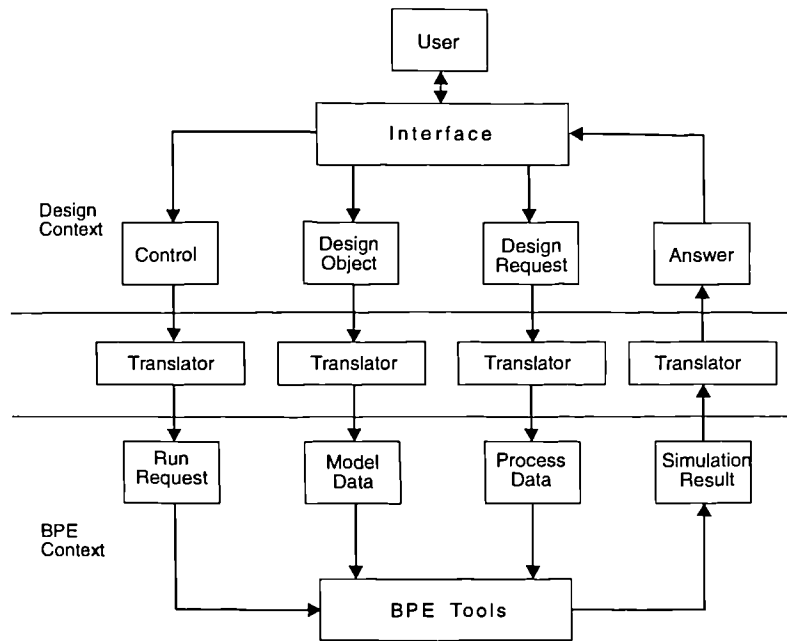 User
Interface
Design
Context
Control
Design
Object
Design
Request
Answer
Translator
Translator
Translator
Translator
Run
Request
Model
Data
Process
Data
Simulation
Result
BPE
Context
BPE Tools